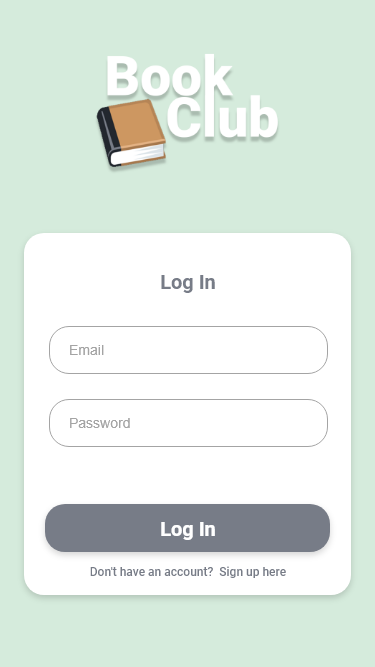 Book
Club
Log In
Email
Password
Log In
Don't have an account? Sign up here